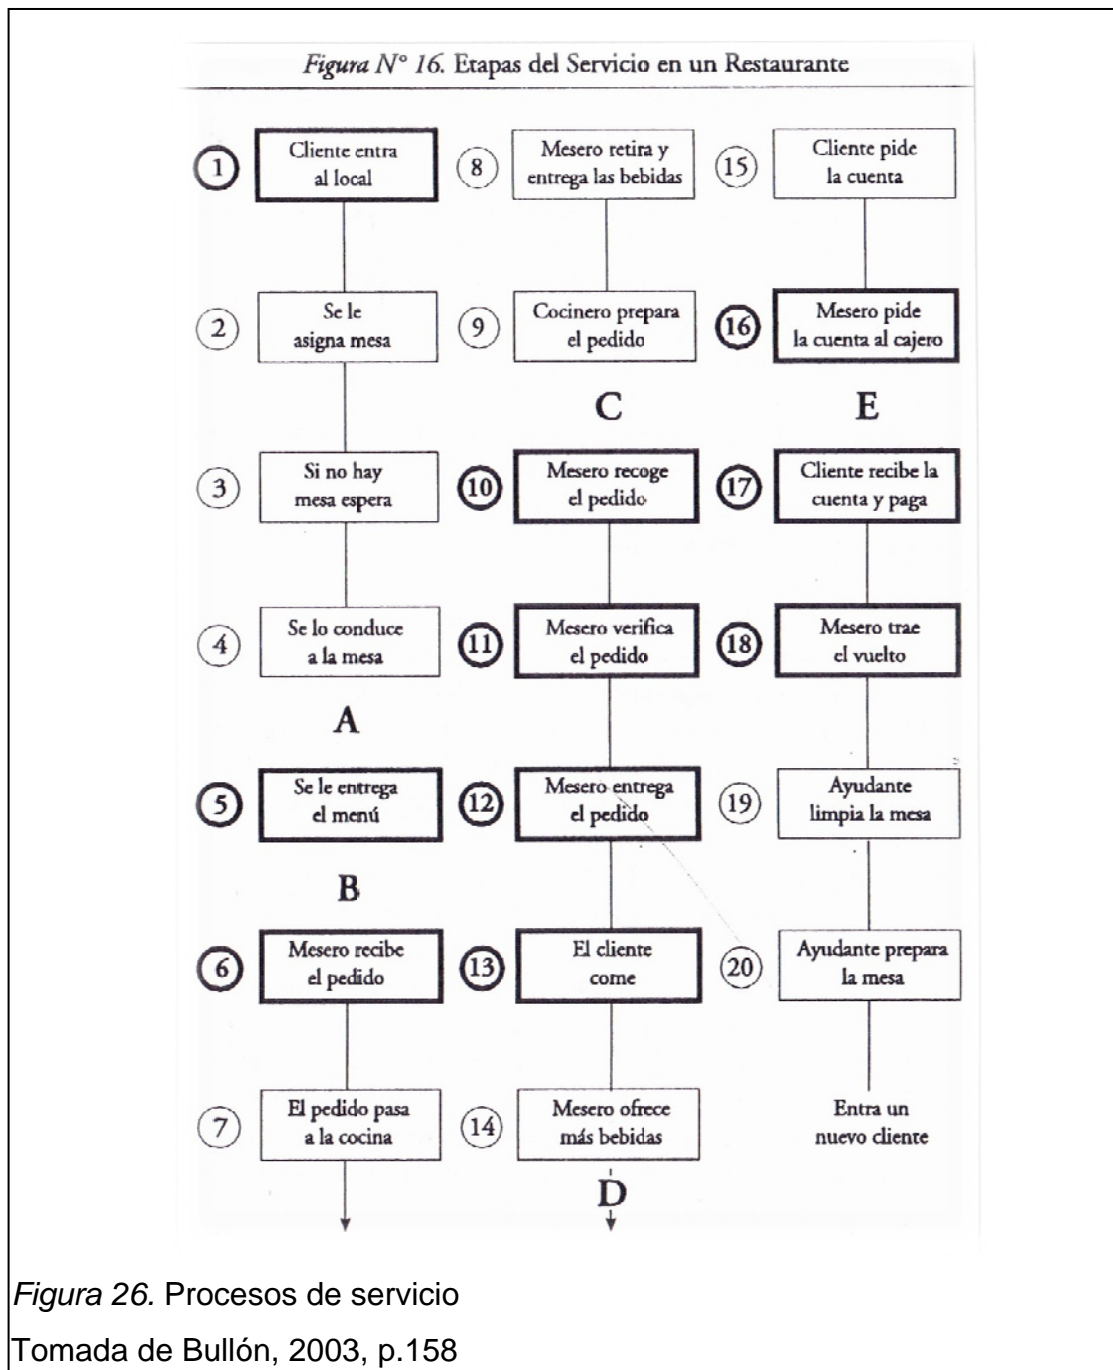 Figura N° 16. Etapas del Servicio en un Restaurante
1
Cliente entra
al local
2
Se le
asigna mesa
3
Si no hay
mesa espera
4
Se lo conduce
a la mesa
A
5
Se le entrega
el menú
B
6
Mesero recibe
el pedido
7
El pedido pasa
a la cocina
8
Mesero retira y
entrega las bebidas
9
Cocinero prepara
el pedido
C
10
Mesero recoge
el pedido
11
Mesero verifica
el pedido
12
Mesero entrega
el pedido
13
El cliente
come
14
Mesero ofrece
más bebidas
D
15
Cliente pide
la cuenta
16
Mesero pide
la cuenta al cajero
E
17
Cliente recibe la
cuenta y paga
18
Mesero trae
el vuelto
19
Ayudante
limpia la mesa
20
Ayudante prepara
la mesa
Entra un
nuevo cliente
Figura 26. Procesos de servicio
Tomada de Bullón, 2003, p.158